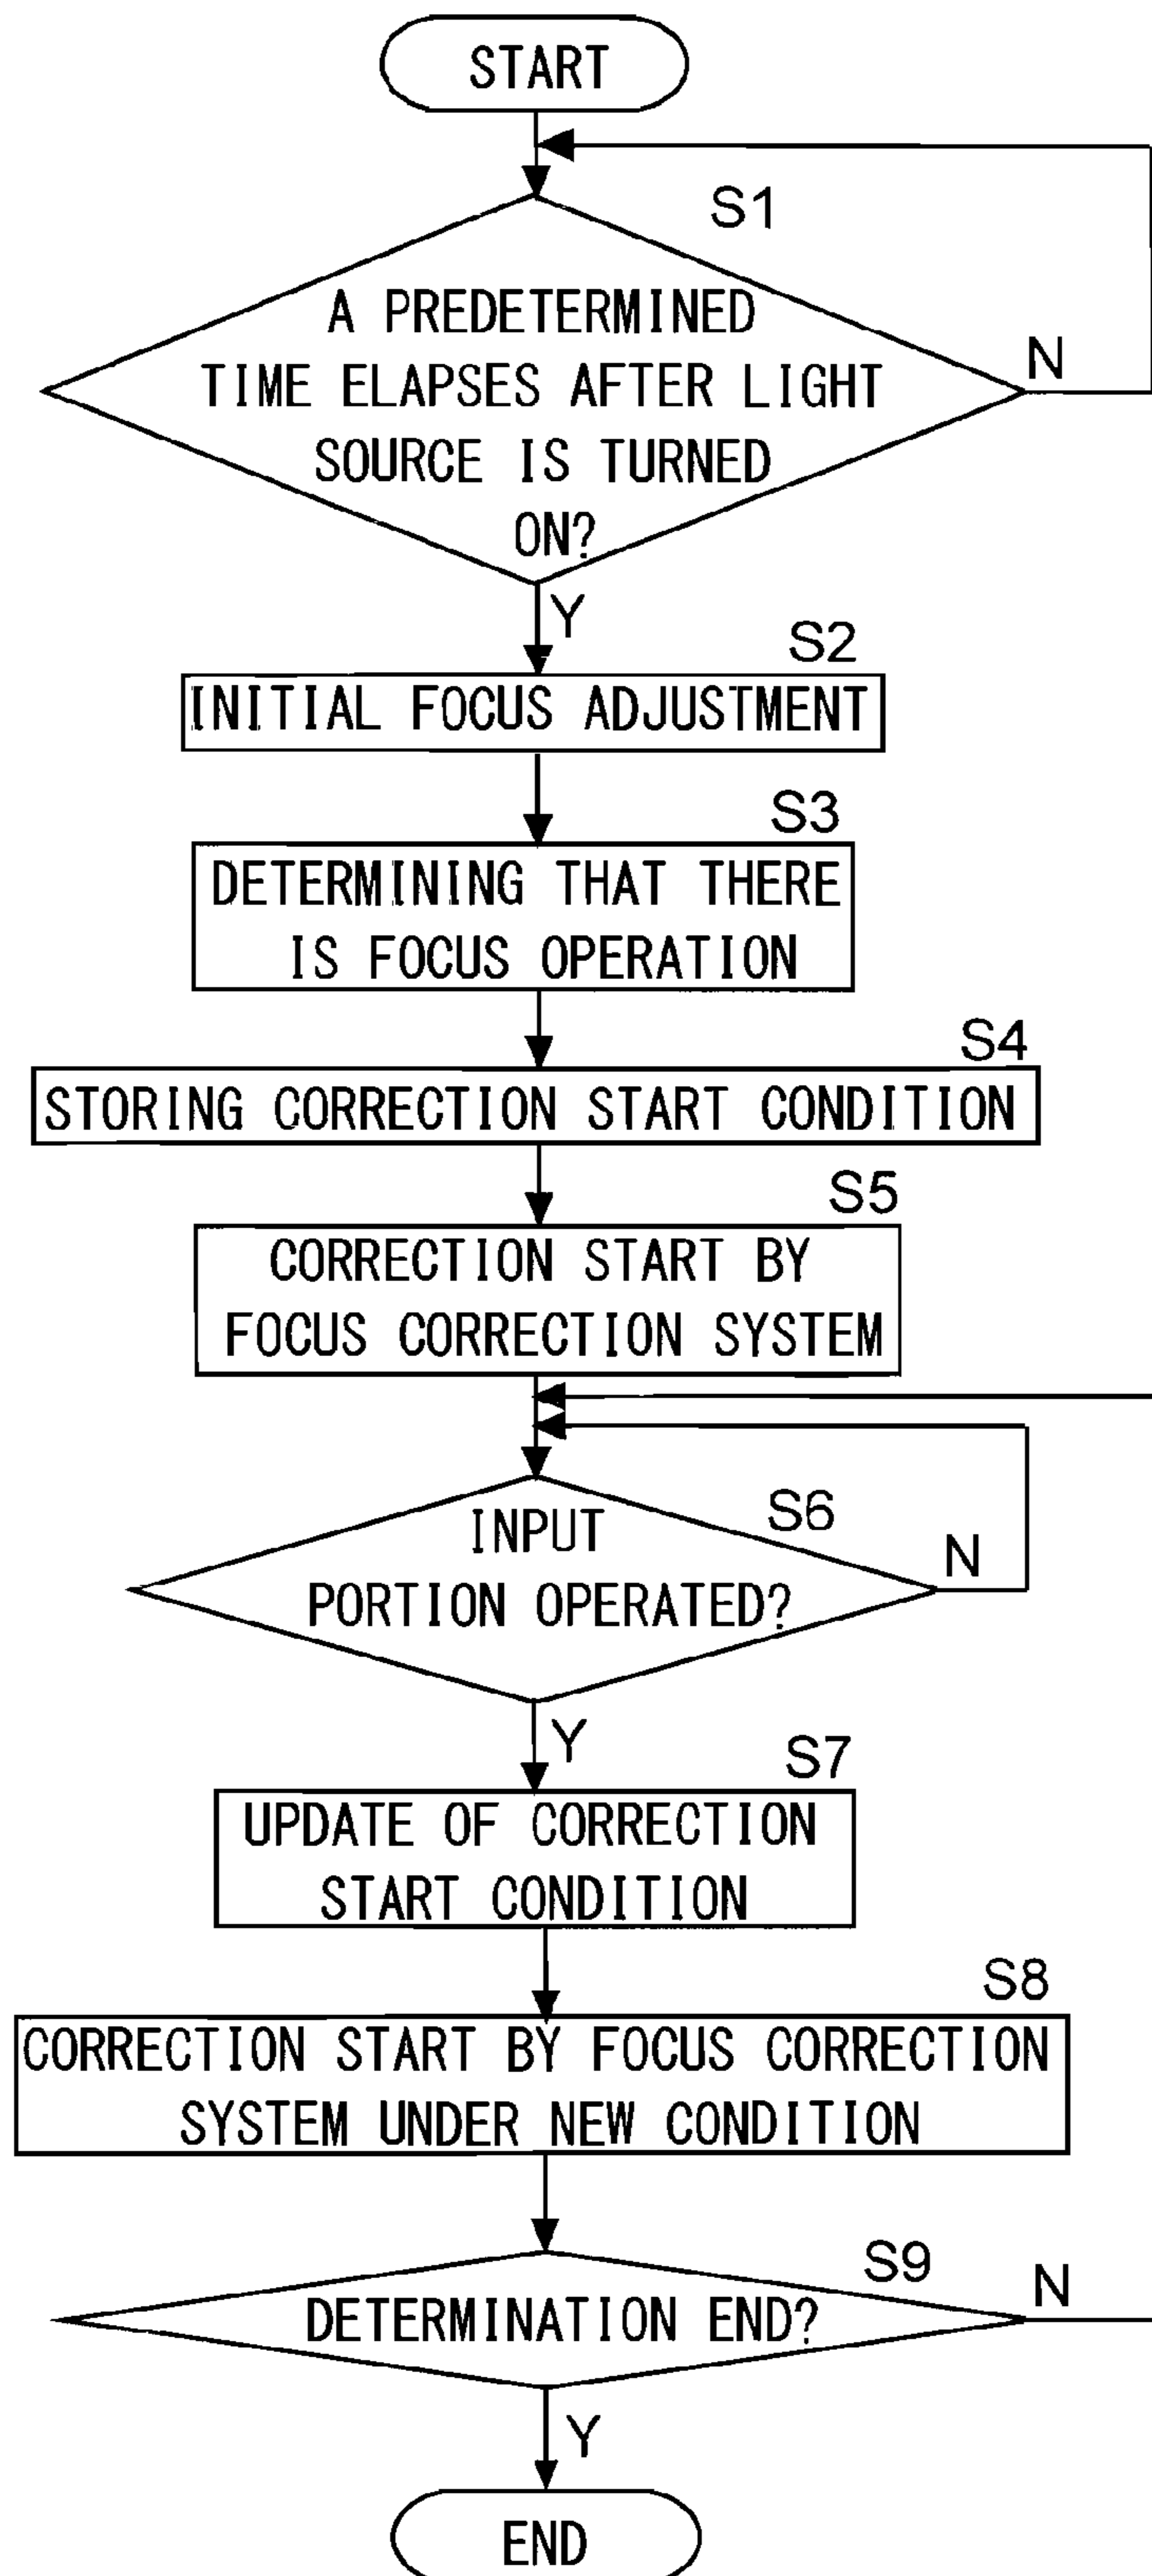 START
S1
A PREDETERMINED
TIME ELAPSES AFTER LIGHT
SOURCE IS TURNED
ON?
N
Y
S2
INITIAL FOCUS ADJUSTMENT
S3
DETERMINING THAT THERE
IS FOCUS OPERATION
S4
STORING CORRECTION START CONDITION
S5
CORRECTION START BY
FOCUS CORRECTION SYSTEM
S6
INPUT
PORTION OPERATED?
N
Y
S7
UPDATE OF CORRECTION
START CONDITION
S8
CORRECTION START BY FOCUS CORRECTION
SYSTEM UNDER NEW CONDITION
S9
DETERMINATION END?
N
Y
END